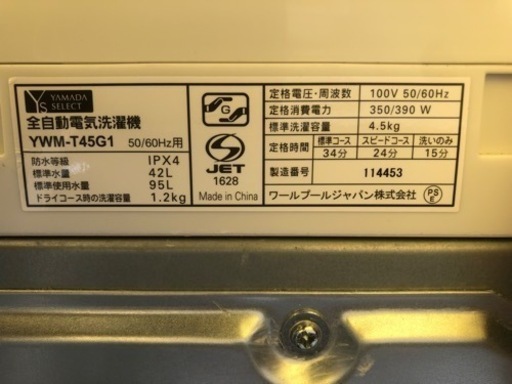 YS YAMADA SELECT
全自動電気洗濯機
YWM-T45G1 50/60Hz用
防水等級 IPX4
標準水量 42L
標準使用水量 95L
ドライコース時の洗濯容量 1.2kg
G
S
JET
1628
Made in China
定格電圧・周波数 100V 50/60Hz
定格消費電力 350/390 W
標準洗濯容量 4.5kg
定格時間 標準コース スピードコース 洗いのみ
34分 24分 15分
製造番号 114453
ワールプールジャパン株式会社 PSE